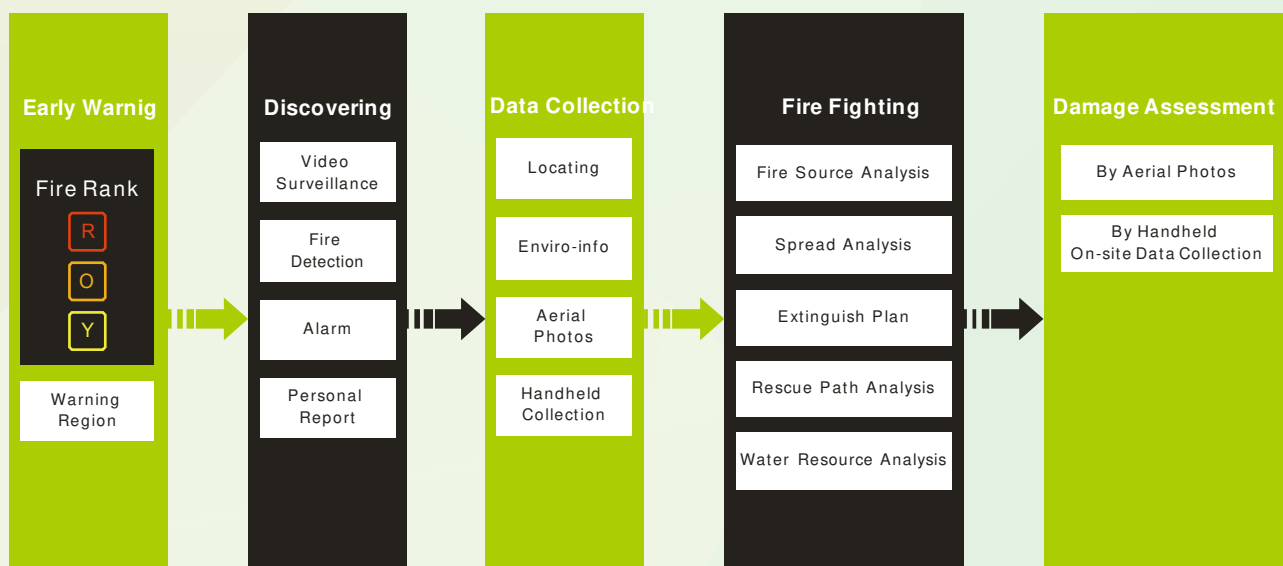 Early Warnig
Fire Rank
R
O
Y
Warning
Region
Discovering
Video
Surveillance
Fire
Detection
Alarm
Personal
Report
Data Collection
Locating
Enviro-info
Aerial
Photos
Handheld
Collection
Fire Fighting
Fire Source Analysis
Spread Analysis
Extinguish Plan
Rescue Path Analysis
Water Resource Analysis
Damage Assessment
By Aerial Photos
By Handheld
On-site Data Collection